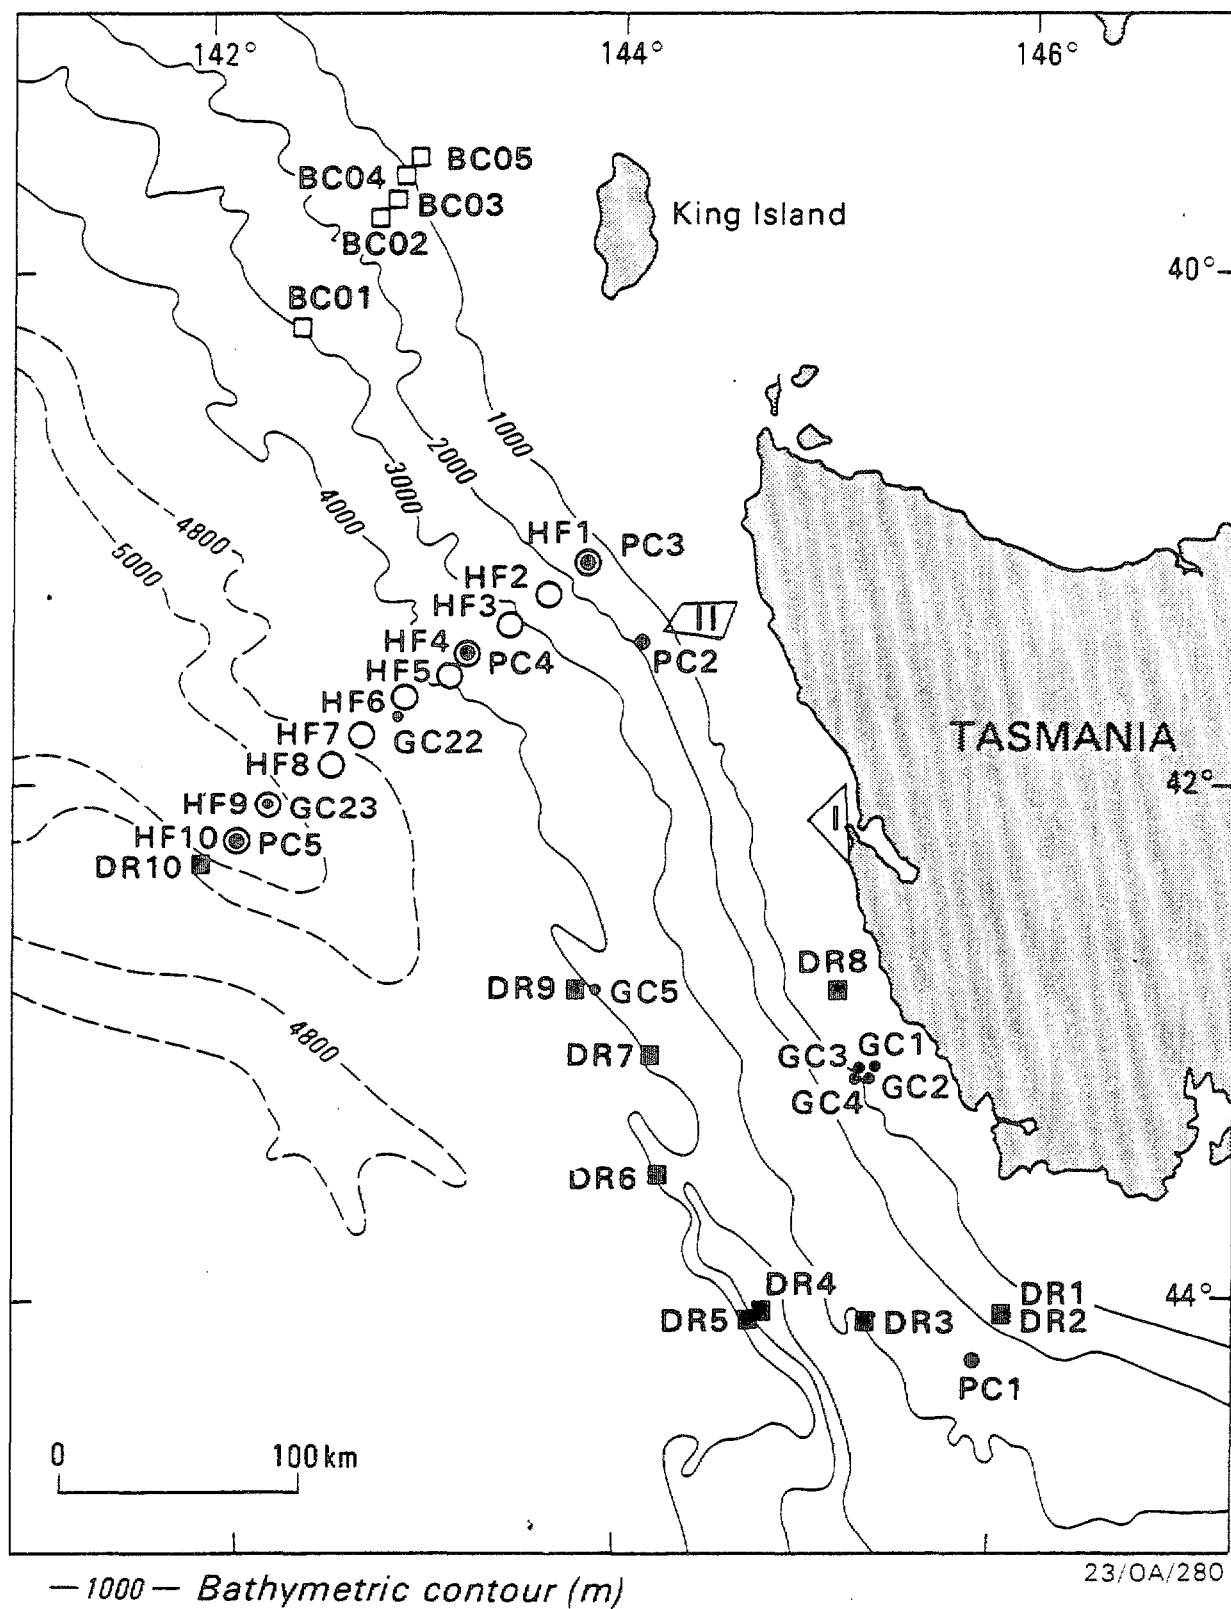 142°
144°
146°
BC05
BC04
BC03
BC02
King Island
40°
BC01
1000
2000
3000
4000
4800
5000
HF1 PC3
HF2
HF3
II
HF4
PC4
PC2
HF5
HF6
GC22
HF7
TASMANIA
HF8
42°
HF9 GC23
I
HF10 PC5
DR10
DR8
DR9 GC5
4800
DR7
GC3 GC1
GC4 GC2
DR6
DR4
DR1
44°
DR5
DR3
DR2
PC1
0 100 km
—1000— Bathymetric contour (m)
23/OA/280